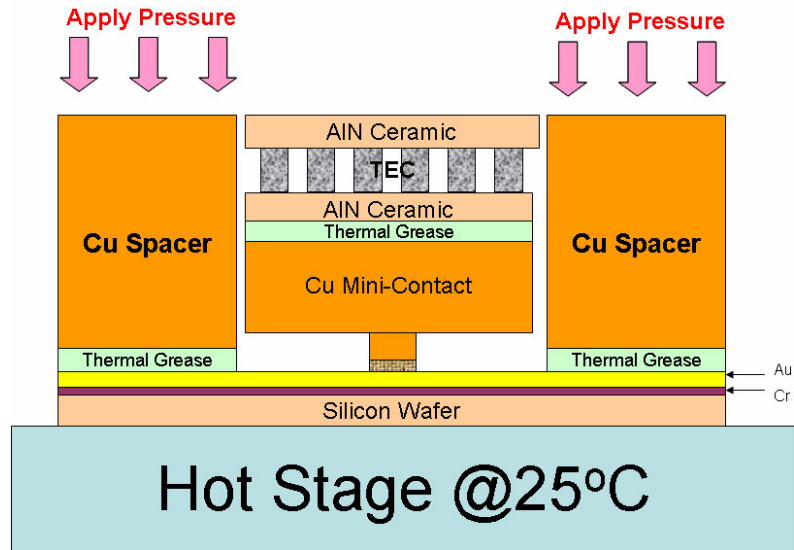 Apply Pressure
Apply Pressure
AlN Ceramic
TEC
AlN Ceramic
Thermal Grease
Cu Spacer
Cu Mini-Contact
Cu Spacer
Thermal Grease
Thermal Grease
Au
Cr
Silicon Wafer
Hot Stage @25°C